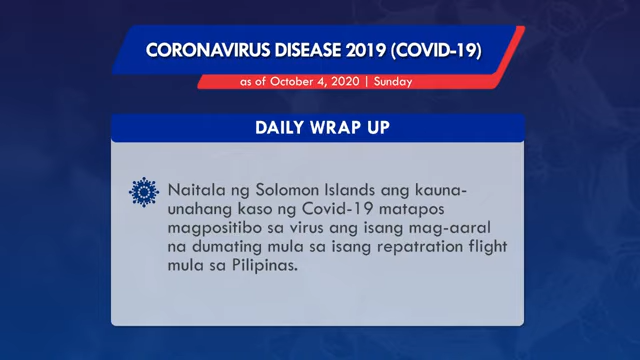 CORONAVIRUS DISEASE 2019 (COVID-19)
as of October 4, 2020 | Sunday
DAILY WRAP UP
Naitala ng Solomon Islands ang kauna-
unahang kaso ng Covid-19 matapos
magpositibo sa virus ang isang mag-aaral
na dumating mula sa isang repatration flight
mula sa Pilipinas.